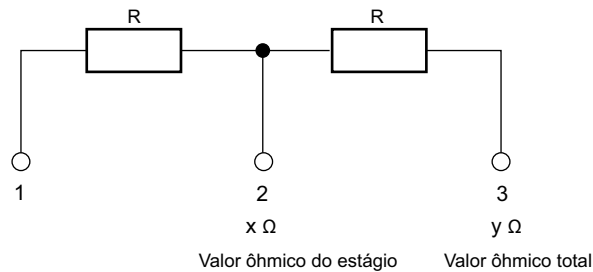 R R
1 2 3
x Ω y Ω
Valor ôhmico do estágio Valor ôhmico total